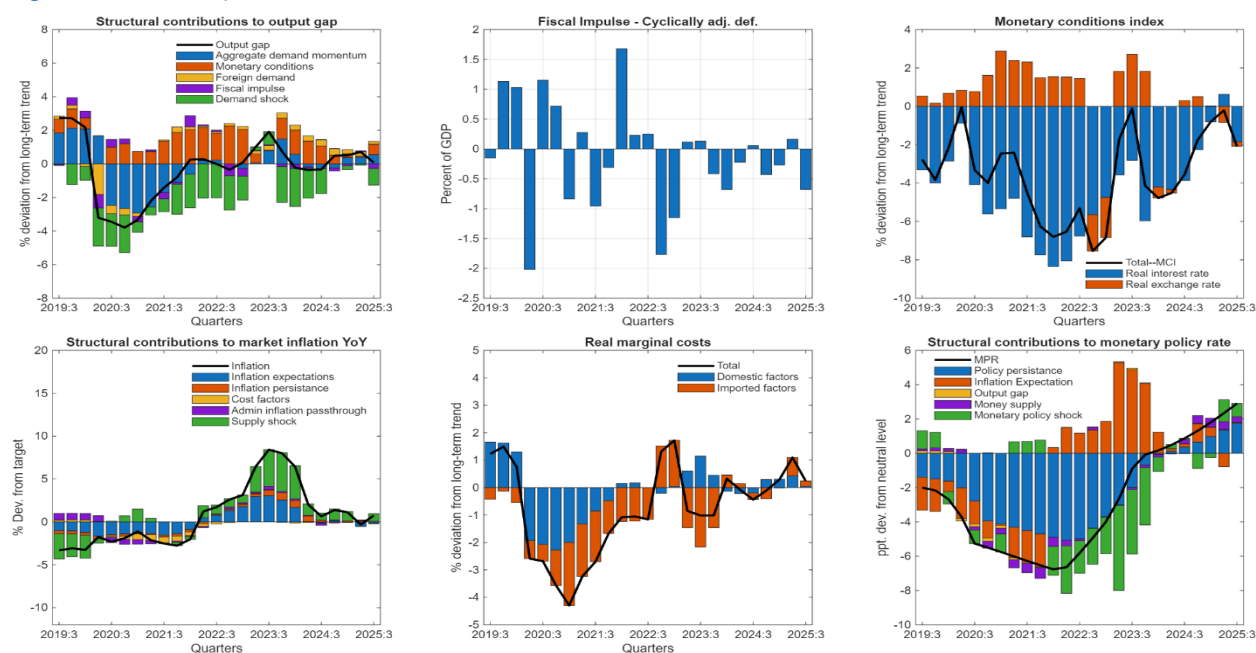 Structural contributions to output gap
% deviation from long-term trend
8
6
4
2
0
-2
-4
-6
-8
Output gap
Aggregate demand momentum
Monetary conditions
Foreign demand
Fiscal impulse
Demand shock
2019:3 2020:3 2021:3 2022:3 2023:3 2024:3 2025:3
Quarters
Fiscal Impulse - Cyclically adj. def.
Percent of GDP
2
1.5
1
0.5
0
-0.5
-1
-1.5
-2
-2.5
2019:3 2020:3 2021:3 2022:3 2023:3 2024:3 2025:3
Quarters
Monetary conditions index
% deviation from long-term trend
4
2
0
-2
-4
-6
-8
-10
Total--MCI
Real interest rate
Real exchange rate
2019:3 2020:3 2021:3 2022:3 2023:3 2024:3 2025:3
Quarters
Structural contributions to market inflation YoY
% Dev. from target
20
15
10
5
0
-5
-10
Inflation
Inflation expectations
Inflation persistance
Cost factors
Admin inflation passthrough
Supply shock
2019:3 2020:3 2021:3 2022:3 2023:3 2024:3 2025:3
Quarters
Real marginal costs
% deviation from long-term trend
5
4
3
2
1
0
-1
-2
-3
-4
-5
Total
Domestic factors
Imported factors
2019:3 2020:3 2021:3 2022:3 2023:3 2024:3 2025:3
Quarters
Structural contributions to monetary policy rate
ppt. dev. from neutral level
6
4
2
0
-2
-4
-6
-8
-10
MPR
Policy persistance
Inflation Expectation
Output gap
Money supply
Monetary policy shock
2019:3 2020:3 2021:3 2022:3 2023:3 2024:3 2025:3
Quarters